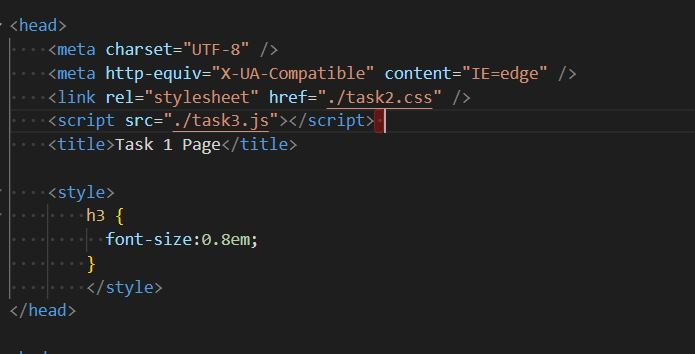 <head>
    <meta charset="UTF-8" />
    <meta http-equiv="X-UA-Compatible" content="IE=edge" />
    <link rel="stylesheet" href="./task2.css" />
    <script src="./task3.js"></script>
    <title>Task 1 Page</title>

    <style>
        h3 {
          font-size:0.8em;
        }
        </style>
</head>